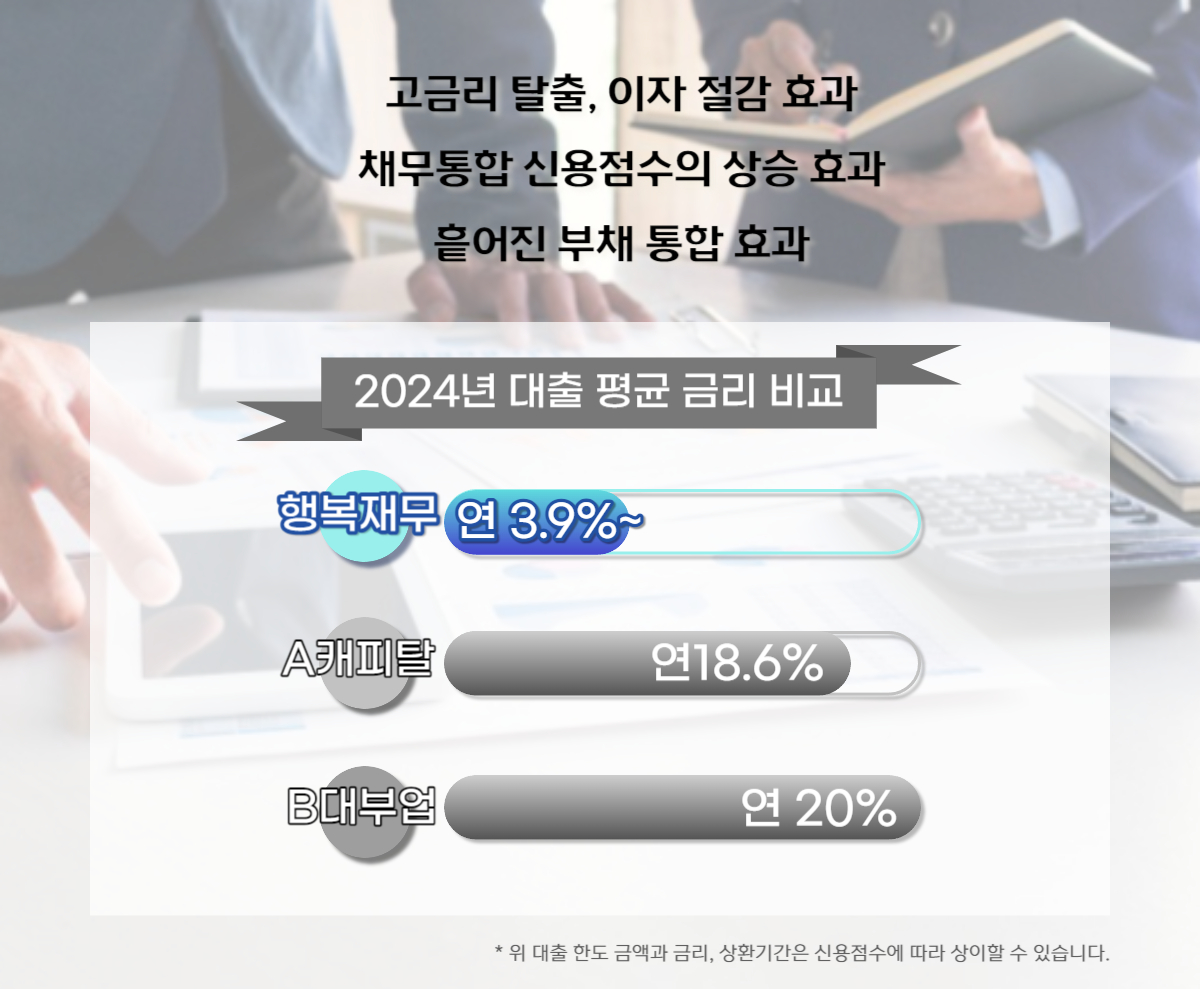 고금리 탈출, 이자 절감 효과
채무통합 신용점수의 상승 효과
흩어진 부채 통합 효과
2024년 대출 평균 금리 비교
행복재무 연 3.9%~
A캐피탈 연18.6%
B대부업 연 20%
* 위 대출 한도 금액과 금리, 상환기간은 신용점수에 따라 상이할 수 있습니다.